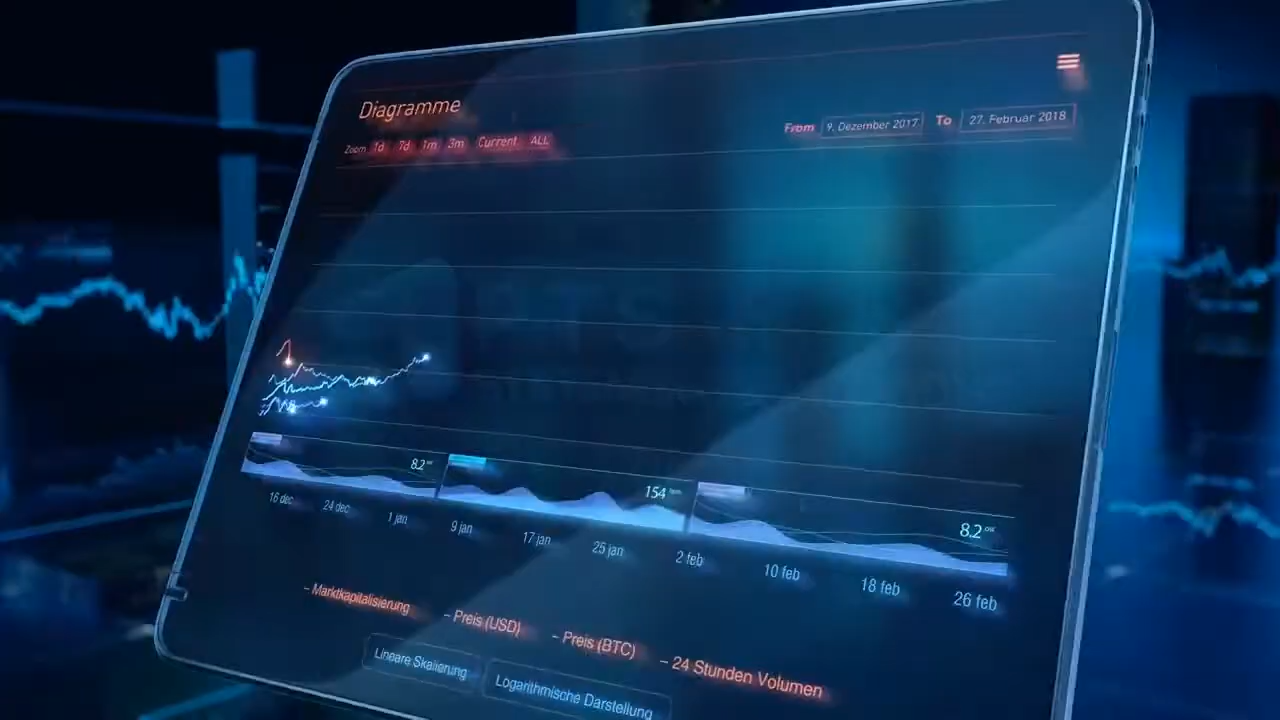 Diagramme
From 9. Dezember 2017 To 27. Februar 2018
Zoom 1d 7d 1m 3m Current ALL
8.2
154
8.2
16 dec 24 dec 1 jan 9 jan 17 jan 25 jan 2 feb 10 feb 18 feb 26 feb
– Marktkapitalisierung – Preis (USD) – Preis (BTC) – 24 Stunden Volumen
Lineare Skalierung Logarithmische Darstellung